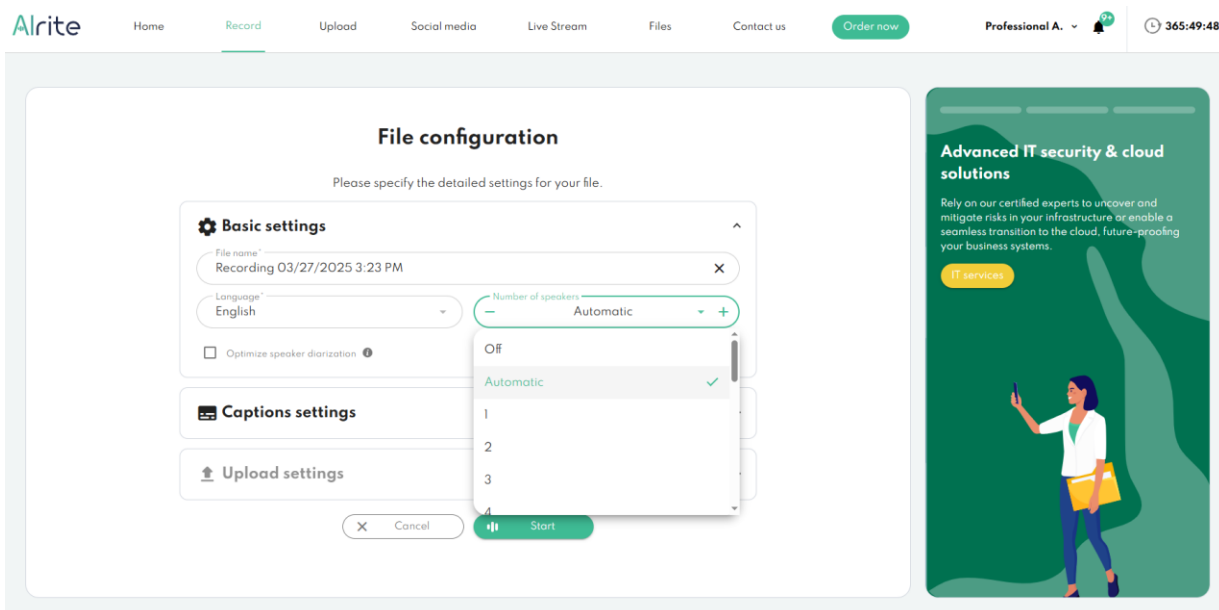 Alrite
Home Record Upload Social media Live Stream Files Contact us Order now Professional A. 9+ 365:49:48
File configuration
Please specify the detailed settings for your file.
Basic settings
File name*
Recording 03/27/2025 3:23 PM
Language*
English
Number of speakers
Automatic
Optimize speaker diarization
Off
Automatic
1
2
3
4
Captions settings
Upload settings
Cancel
Start
Advanced IT security & cloud
solutions
Rely on our certified experts to uncover and
mitigate risks in your infrastructure or enable a
seamless transition to the cloud, future-proofing
your business systems.
IT services